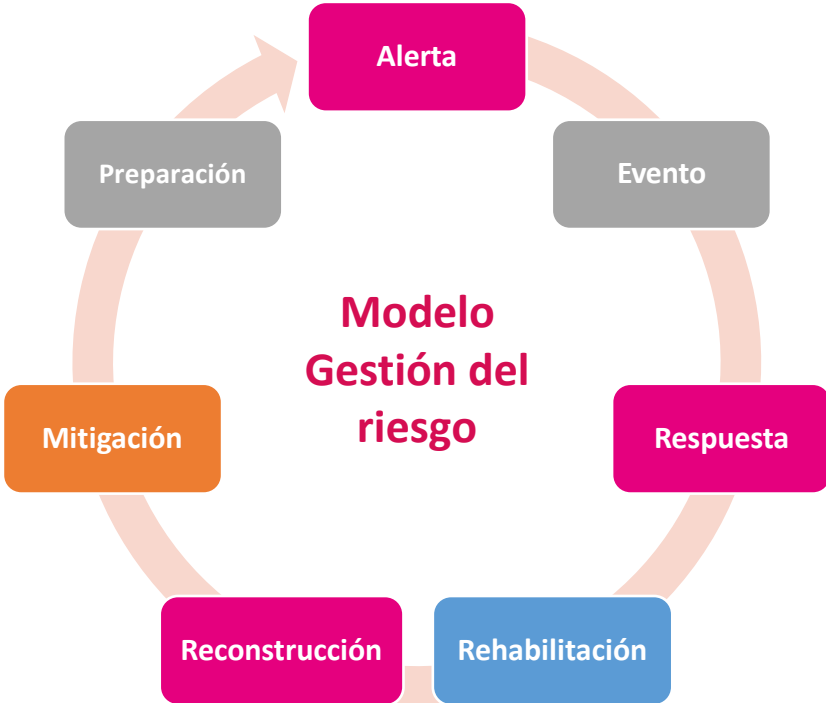 Alerta
Evento
Respuesta
Rehabilitación
Reconstrucción
Mitigación
Preparación
Modelo
Gestión del
riesgo